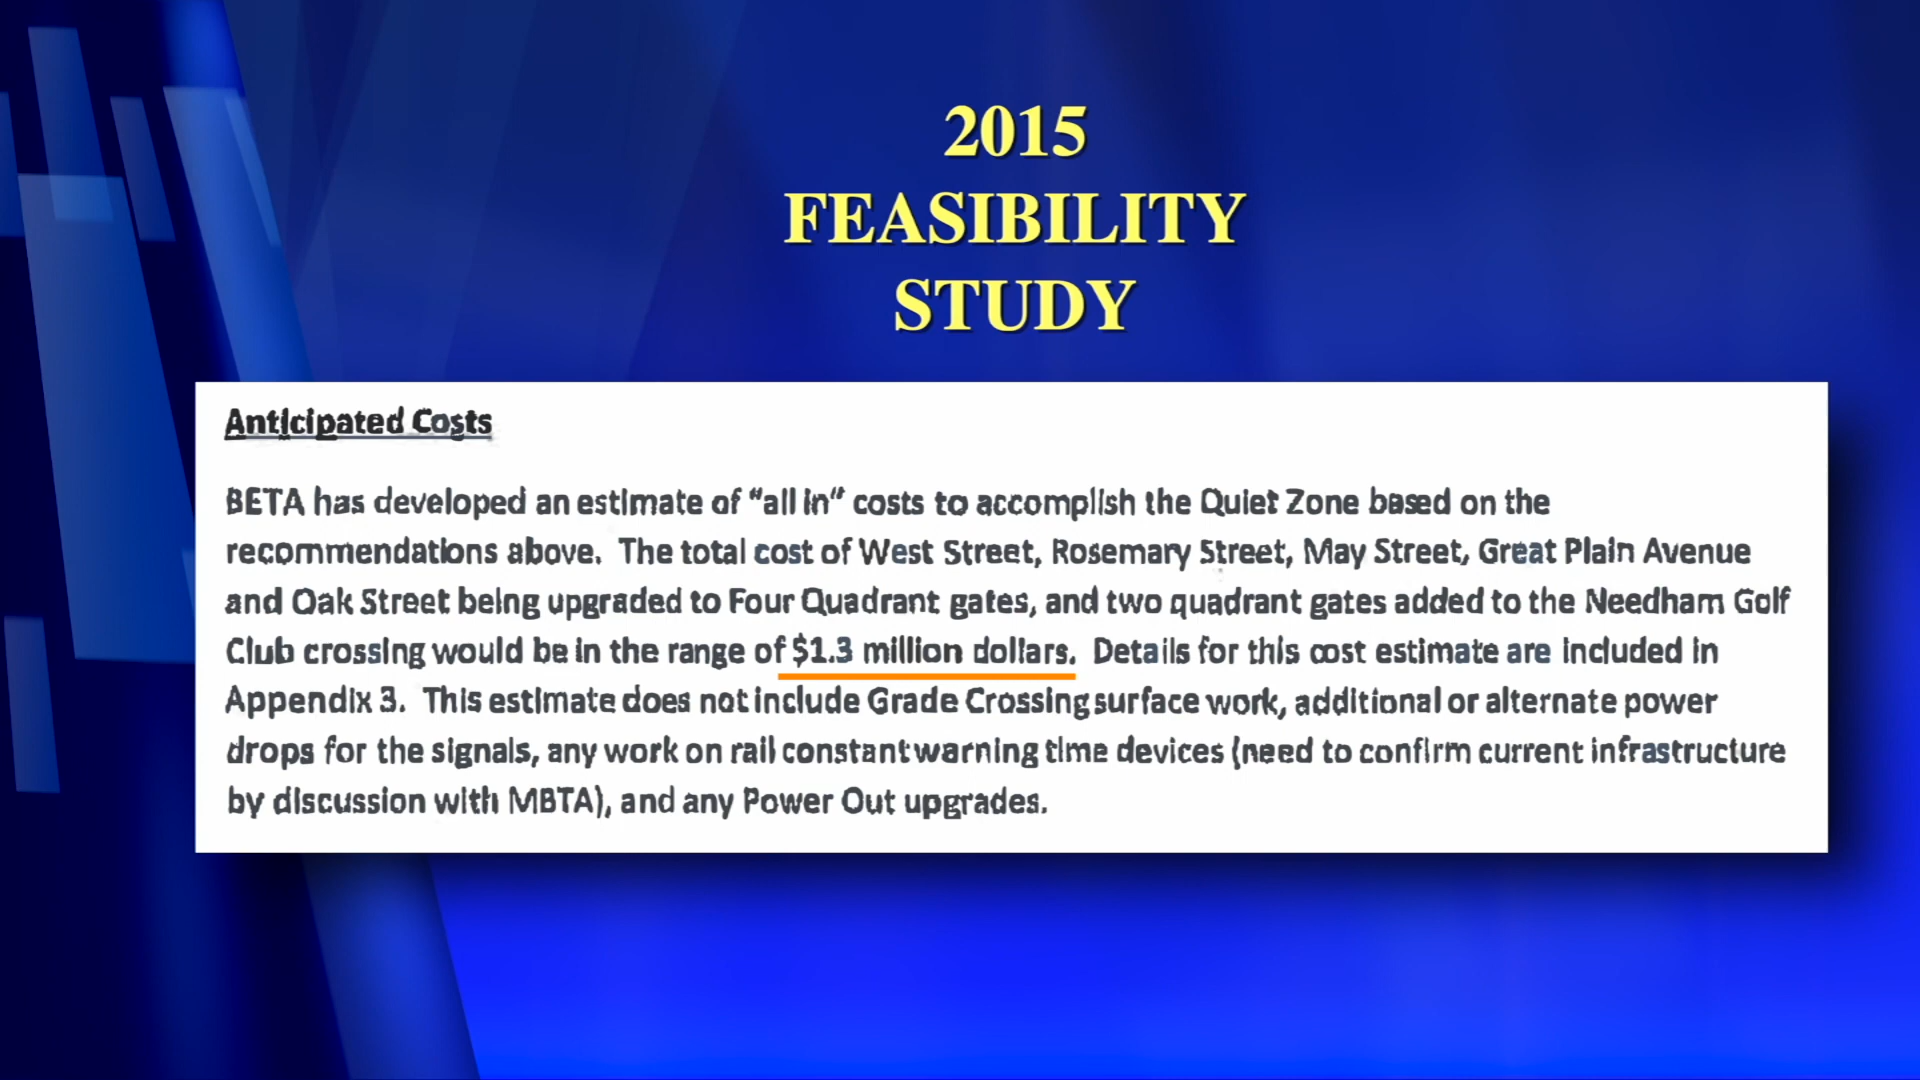 2015
FEASIBILITY
STUDY
Anticipated Costs
BETA has developed an estimate of “all in” costs to accomplish the Quiet Zone based on the
recommendations above. The total cost of West Street, Rosemary Street, May Street, Great Plain Avenue
and Oak Street being upgraded to Four Quadrant gates, and two quadrant gates added to the Needham Golf
Club crossing would be in the range of $1.3 million dollars. Details for this cost estimate are included in
Appendix 3. This estimate does not include Grade Crossing surface work, additional or alternate power
drops for the signals, any work on rail constant warning time devices (need to confirm current infrastructure
by discussion with MBTA), and any Power Out upgrades.